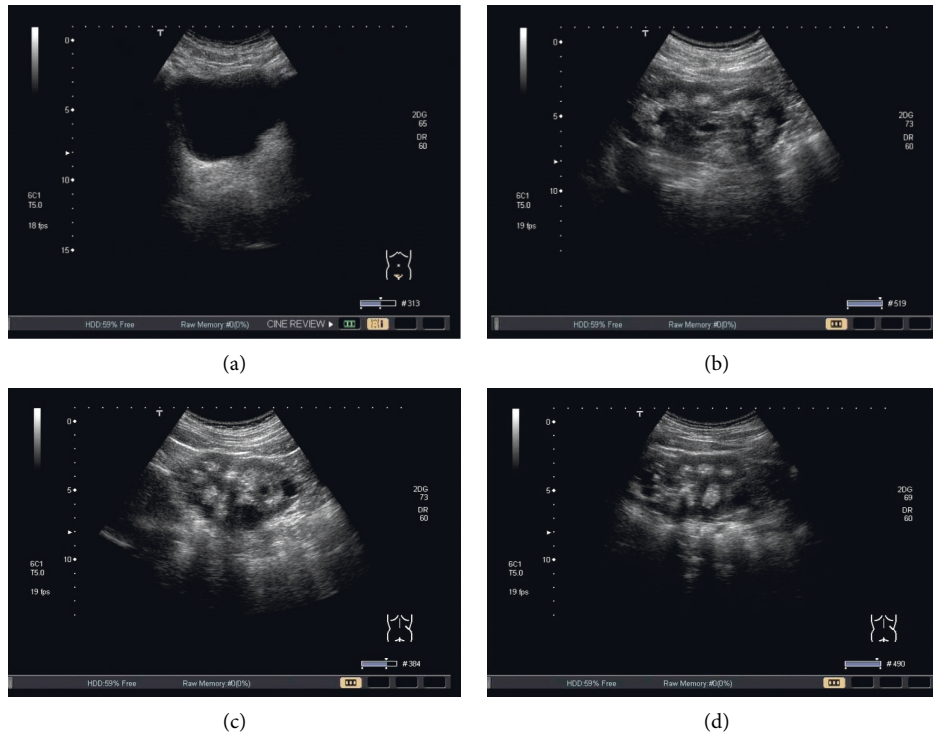 T
0
5
10
15
2DG
65
DR
60
6C1
T5.0
18 fps
#313
HDD:59% Free Raw Memory:#0(0%) CINE REVIEW
(a)
T
0
5
10
2DG
73
DR
60
6C1
T5.0
19 fps
#519
HDD:59% Free Raw Memory:#0(0%)
(b)
T
0
5
10
2DG
73
DR
60
6C1
T5.0
19 fps
#384
HDD:59% Free Raw Memory:#0(0%)
(c)
T
0
5
10
2DG
69
DR
60
6C1
T5.0
19 fps
#490
HDD:59% Free Raw Memory:#0(0%)
(d)